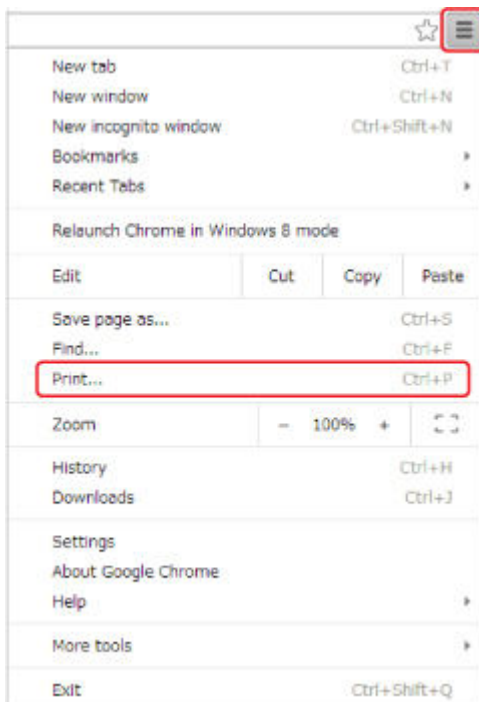 New tab Ctrl+T
New window Ctrl+N
New incognito window Ctrl+Shift+N
Bookmarks
Recent Tabs
Relaunch Chrome in Windows 8 mode
Edit Cut Copy Paste
Save page as... Ctrl+S
Find... Ctrl+F
Print... Ctrl+P
Zoom - 100% +
History Ctrl+H
Downloads Ctrl+J
Settings
About Google Chrome
Help
More tools
Exit Ctrl+Shift+Q